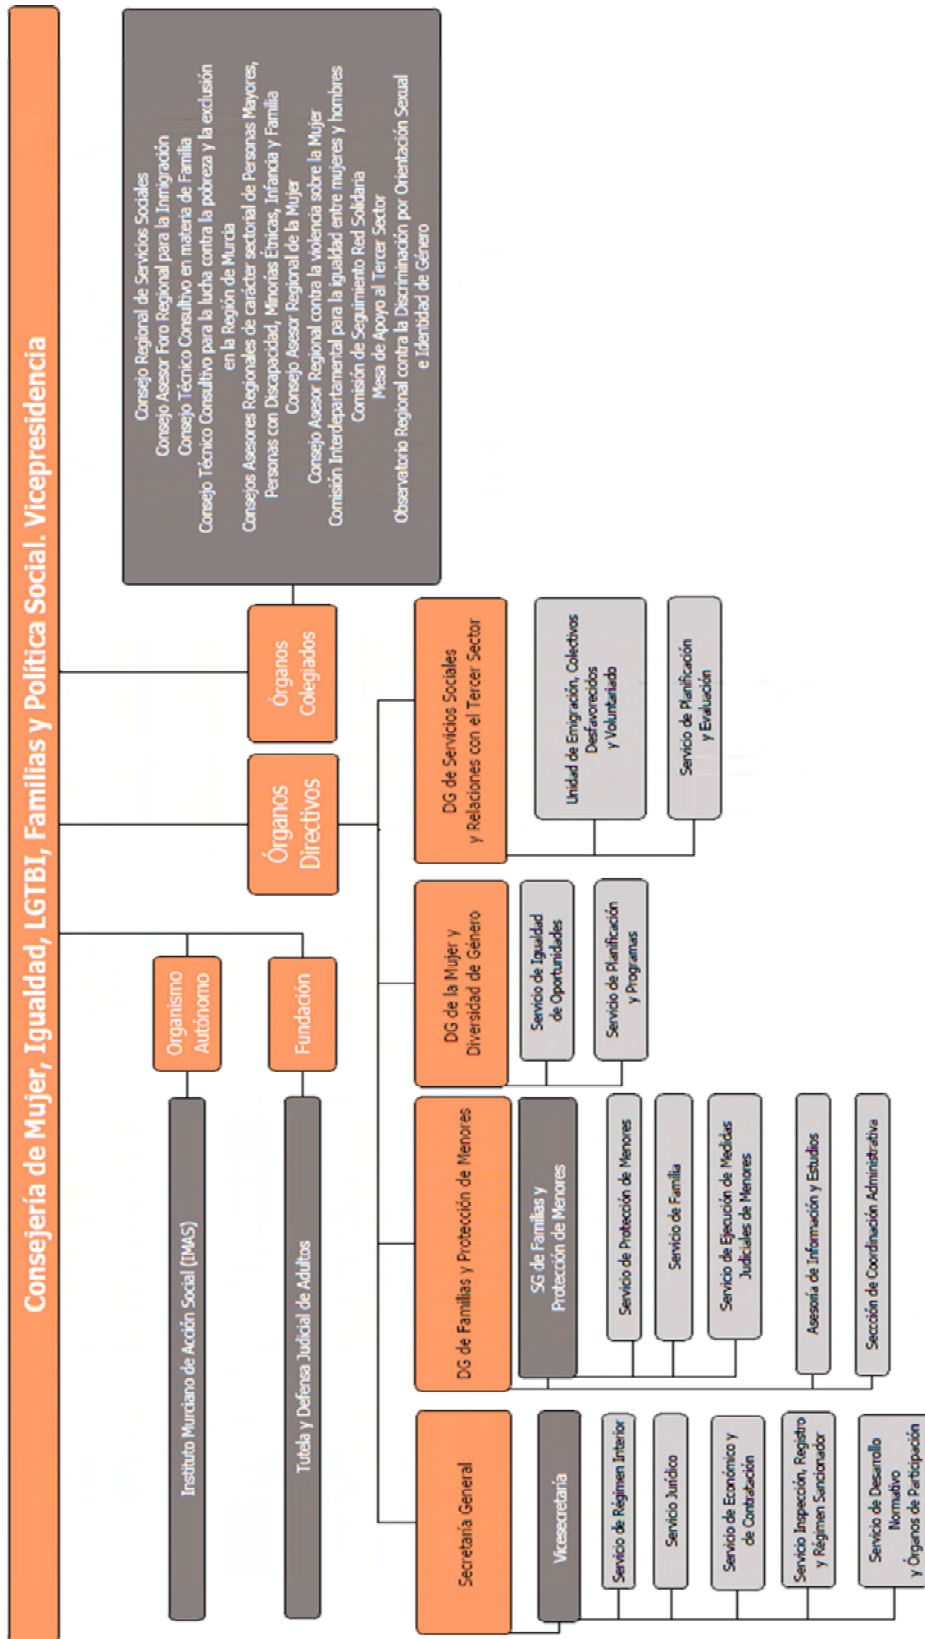 Consejería de Mujer, Igualdad, LGTBI, Familias y Política Social. Vicepresidencia
Organismo
Autónomo
Instituto Murciano de Acción Social (IMAS)
Fundación
Tutela y Defensa Judicial de Adultos
Órganos
Directivos
Órganos
Colegiados
Consejo Regional de Servicios Sociales
Consejo Asesor Foro Regional para la Inmigración
Consejo Técnico Consultivo en materia de Familia
Consejo Técnico Consultivo para la lucha contra la pobreza y la exclusión
en la Región de Murcia
Consejos Asesores Regionales de carácter sectorial de Personas Mayores,
Personas con Discapacidad, Minorías Étnicas, Infancia y Familia
Consejo Asesor Regional de la Mujer
Consejo Asesor Regional contra la violencia sobre la Mujer
Comisión Interdepartamental para la igualdad entre mujeres y hombres
Comisión de Seguimiento Red Solidaria
Mesa de Apoyo al Tercer Sector
Observatorio Regional contra la Discriminación por Orientación Sexual
e Identidad de Género
Secretaría General
Vicesecretaría
Servicio de Régimen Interior
Servicio Jurídico
Servicio de Económico y
de Contratación
Servicio Inspección, Registro
y Régimen Sancionador
Servicio de Desarrollo
Normativo
y Órganos de Participación
DG de Familias y Protección de Menores
SG de Familias y
Protección de Menores
Servicio de Protección de Menores
Servicio de Familia
Servicio de Ejecución de Medidas
Judiciales de Menores
Asesoría de Información y Estudios
Seccción de Coordinación Administrativa
DG de la Mujer y
Diversidad de Género
Servicio de Igualdad
de Oportunidades
Servicio de Planificación
y Programas
DG de Servicios Sociales
y Relaciones con el Tercer Sector
Unidad de Emigración, Colectivos
Desfavorecidos
y Voluntariado
Servicio de Planificación
y Evaluación